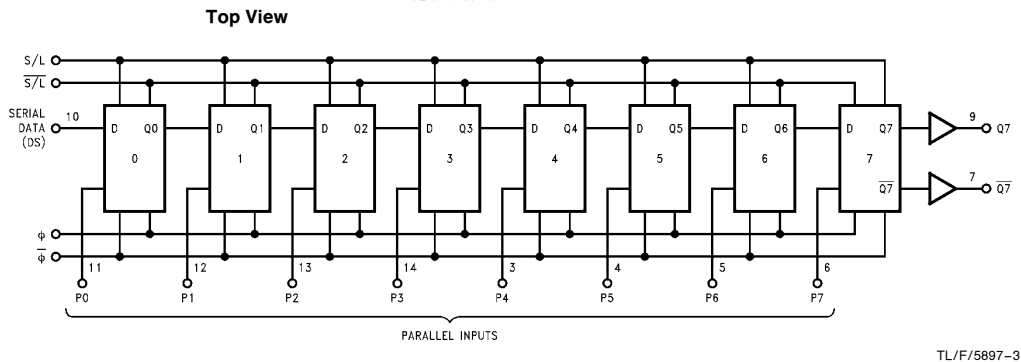 Top View
S/L
S/L
SERIAL
DATA
(DS)
10
D Q0
D Q1
D Q2
D Q3
D Q4
D Q5
D Q6
D Q7
0
1
2
3
4
5
6
7
Q7
9
Q7
7
Q7
ϕ
ϕ
11
12
13
14
3
4
5
6
P0
P1
P2
P3
P4
P5
P6
P7
PARALLEL INPUTS
TL/F/5897–3